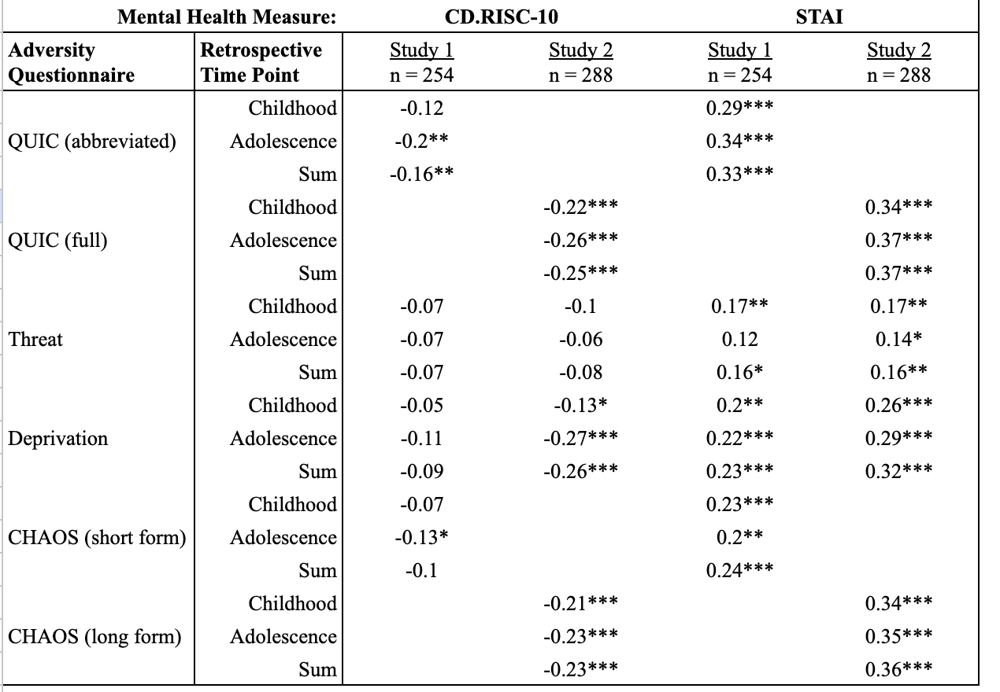 Mental Health Measure: CD.RISC-10 STAI
Adversity Retrospective Study 1 Study 2 Study 1 Study 2
Questionnaire Time Point n = 254 n = 288 n = 254 n = 288
Childhood -0.12 0.29***
QUIC (abbreviated) Adolescence -0.2** 0.34***
Sum -0.16** 0.33***
Childhood -0.22*** 0.34***
QUIC (full) Adolescence -0.26*** 0.37***
Sum -0.25*** 0.37***
Childhood -0.07 -0.1 0.17** 0.17**
Threat Adolescence -0.07 -0.06 0.12 0.14*
Sum -0.07 -0.08 0.16* 0.16**
Childhood -0.05 -0.13* 0.2** 0.26***
Deprivation Adolescence -0.11 -0.27*** 0.22*** 0.29***
Sum -0.09 -0.26*** 0.23*** 0.32***
Childhood -0.07 0.23***
CHAOS (short form) Adolescence -0.13* 0.2**
Sum -0.1 0.24***
Childhood -0.21*** 0.34***
CHAOS (long form) Adolescence -0.23*** 0.35***
Sum -0.23*** 0.36***